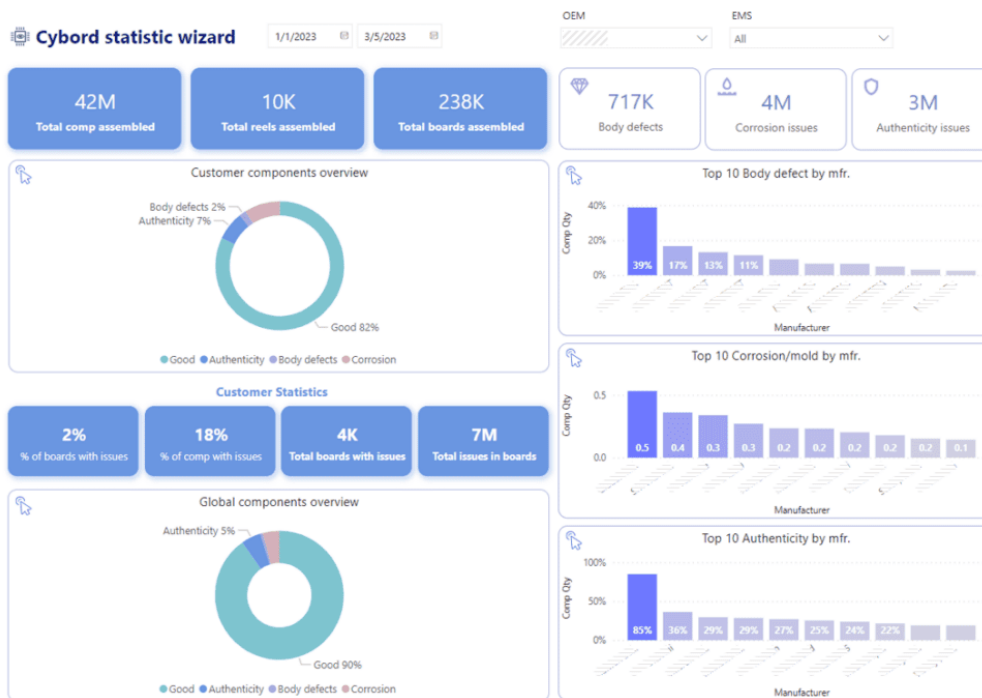 Cybord statistic wizard
1/1/2023
3/5/2023
OEM
EMS
All
42M
Total comp assembled
10K
Total reels assembled
238K
Total boards assembled
717K
Body defects
4M
Corrosion issues
3M
Authenticity issues
Customer components overview
Body defects 2%
Authenticity 7%
Good 82%
Good Authenticity Body defects Corrosion
Customer Statistics
2%
% of boards with issues
18%
% of comp with issues
4K
Total boards with issues
7M
Total issues in boards
Global components overview
Authenticity 5%
Good 90%
Good Authenticity Body defects Corrosion
Top 10 Body defect by mfr.
Comp Qty
40%
20%
0%
39% 17% 13% 11%
Manufacturer
Top 10 Corrosion/mold by mfr.
Comp Qty
0.5
0.0
0.5 0.4 0.3 0.3 0.2 0.2 0.2 0.2 0.2 0.1
Manufacturer
Top 10 Authenticity by mfr.
Comp Qty
100%
50%
0%
85% 36% 29% 29% 27% 25% 24% 22%
Manufacturer